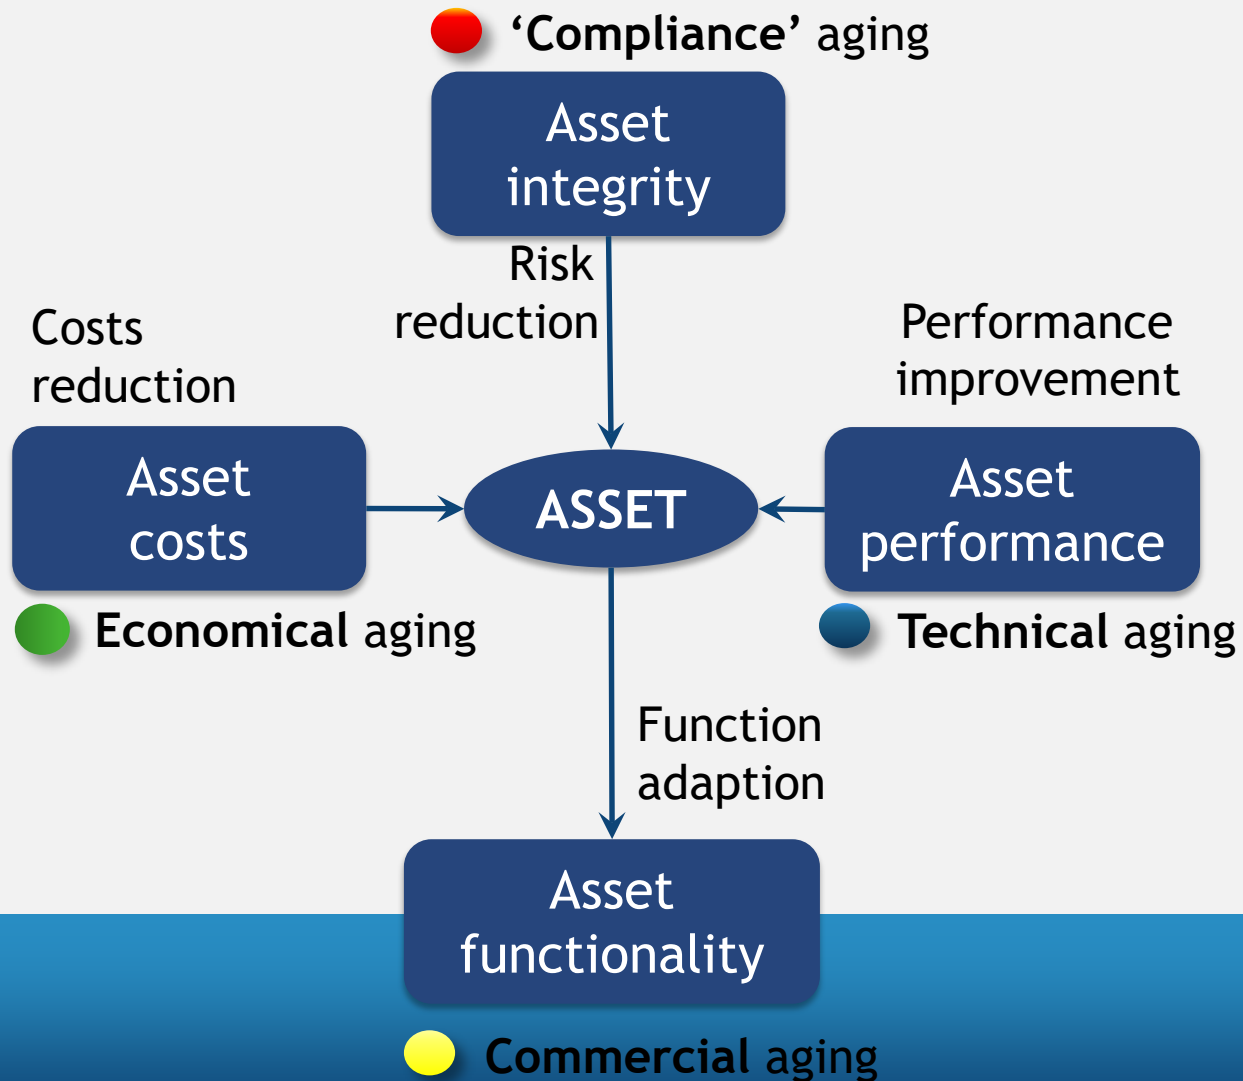 ‘Compliance’ aging
Asset
integrity
Risk
reduction
Costs
reduction
Performance
improvement
Asset
costs
ASSET
Asset
performance
Economical aging
Technical aging
Function
adaption
Asset
functionality
Commercial aging